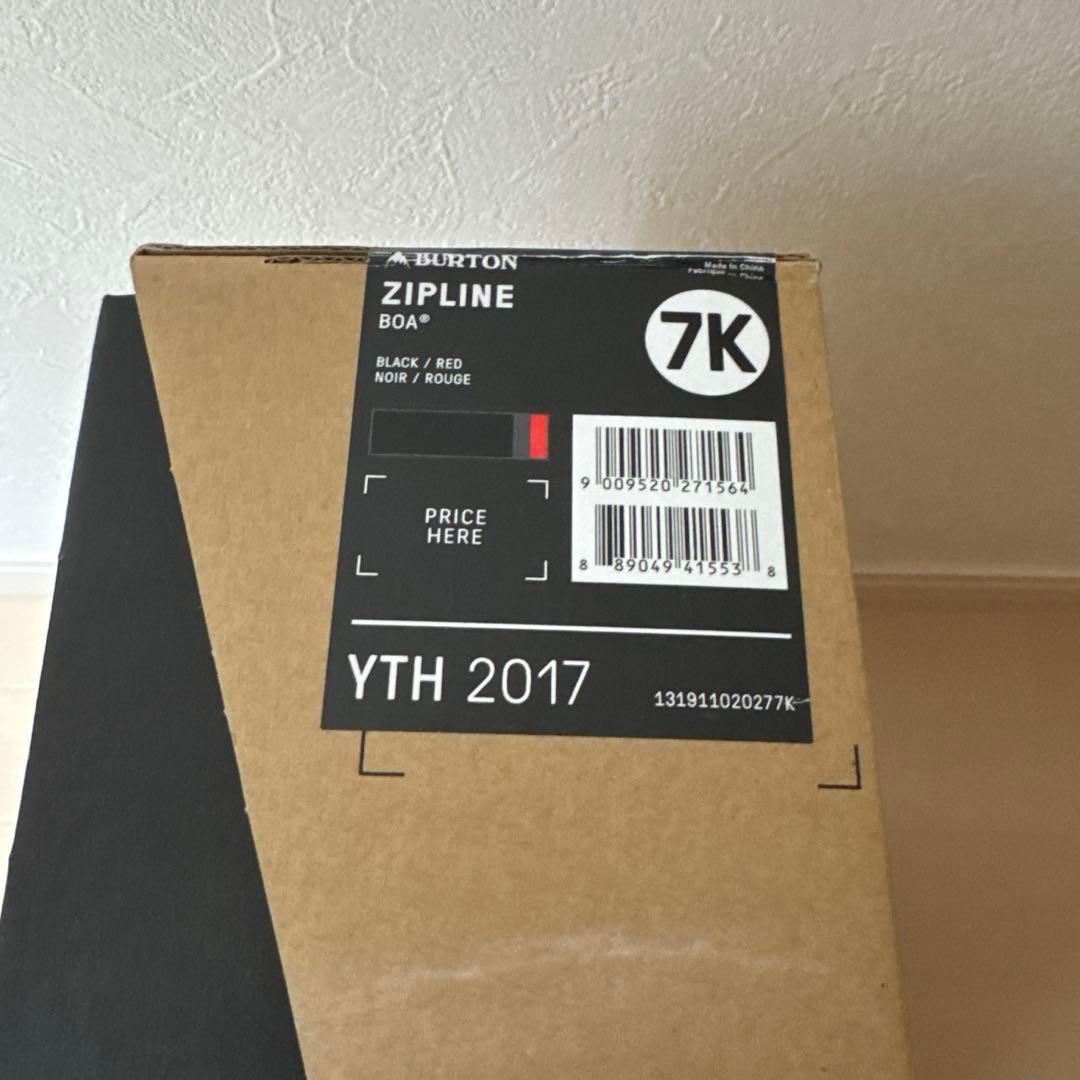 BURTON
Made In China
Fabriqué en Chine
ZIPLINE
BOA®
7K
BLACK / RED
NOIR / ROUGE
9 009520 271564
PRICE
HERE
8 89049 41553 8
YTH 2017
131911020277K